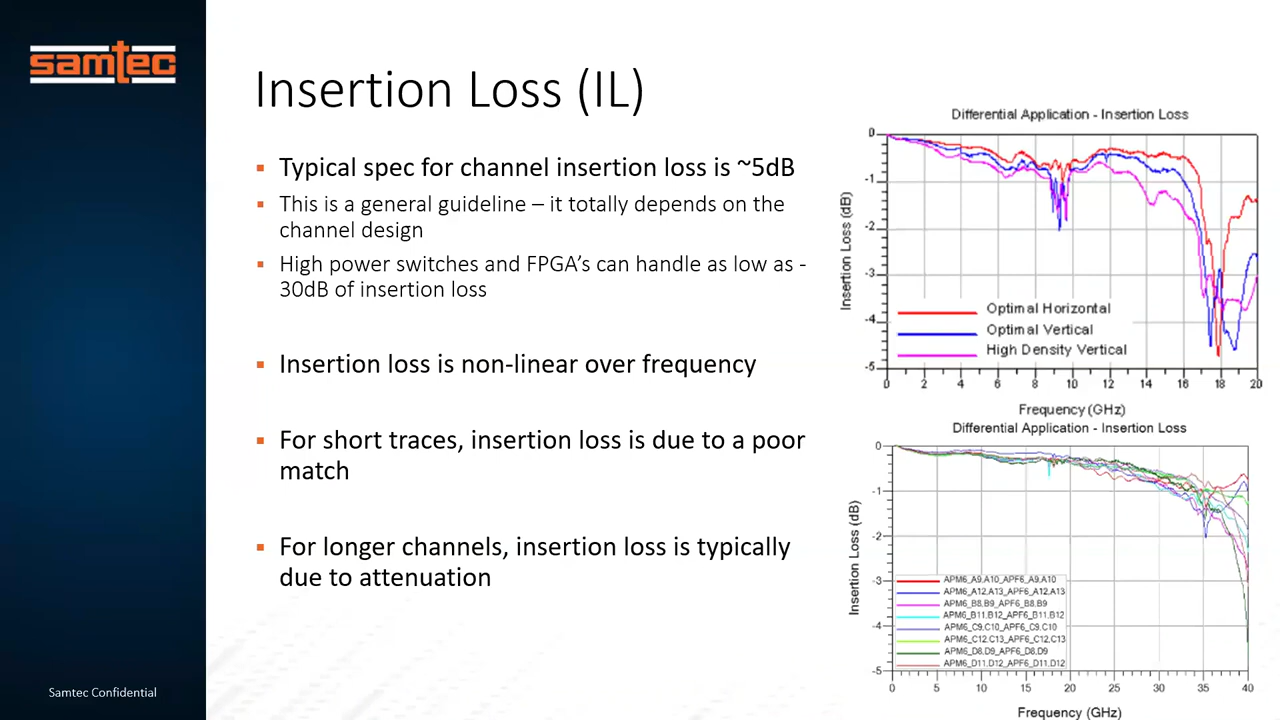 samtec
Insertion Loss (IL)
Typical spec for channel insertion loss is ~5dB
This is a general guideline – it totally depends on the
channel design
High power switches and FPGA’s can handle as low as -
30dB of insertion loss
Insertion loss is non-linear over frequency
For short traces, insertion loss is due to a poor
match
For longer channels, insertion loss is typically
due to attenuation
Samtec Confidential
Differential Application - Insertion Loss
Insertion Loss (dB)
0
-1
-2
-3
-4
-5
Optimal Horizontal
Optimal Vertical
High Density Vertical
0 2 4 6 8 10 12 14 16 18 20
Frequency (GHz)
Differential Application - Insertion Loss
Insertion Loss (dB)
0
-1
-2
-3
-4
-5
APM6_A9.A10_APF6_A9.A10
APM6_A12.A13_APF6_A12.A13
APM6_B8.B9_APF6_B8.B9
APM6_B11.B12_APF6_B11.B12
APM6_C9.C10_APF6_C9.C10
APM6_C12.C13_APF6_C12.C13
APM6_D8.D9_APF6_D8.D9
APM6_D11.D12_APF6_D11.D12
0 5 10 15 20 25 30 35 40
Frequency (GHz)